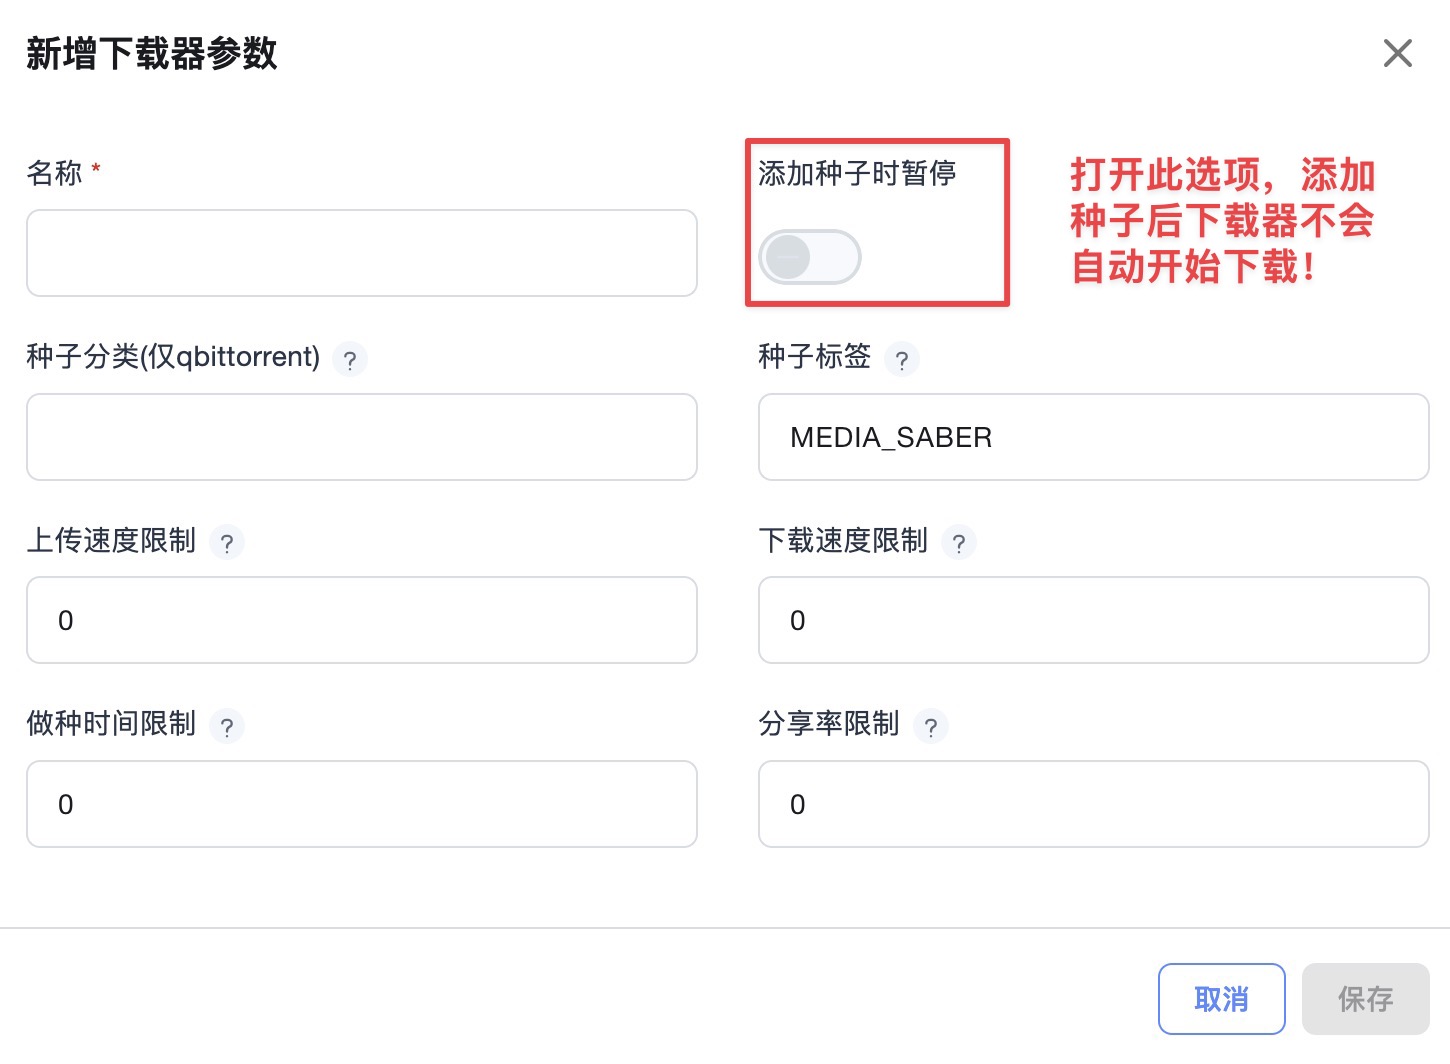 新增下载器参数
名称 *
添加种子时暂停
打开此选项，添加
种子后下载器不会
自动开始下载！
种子分类(仅qbittorrent) ?
种子标签 ?
MEDIA_SABER
上传速度限制 ?
下载速度限制 ?
0
0
做种时间限制 ?
分享率限制 ?
0
0
取消
保存